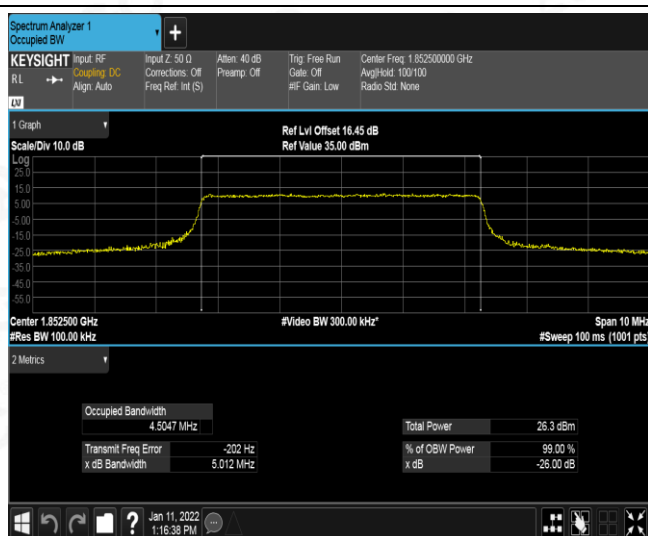 Spectrum Analyzer 1
Occupied BW
+
KEYSIGHT Input: RF Input Z: 50 Ω Atten: 40 dB Trig: Free Run Center Freq: 1.852500000 GHz
RL Coupling: DC Corrections: Off Preamp: Off Gate: Off Avg|Hold: 100/100
Align: Auto Freq Ref: Int (S) #IF Gain: Low Radio Std: None
LXI
1 Graph Ref Lvl Offset 16.45 dB
Scale/Div 10.0 dB Ref Value 35.00 dBm
Log
25.0
15.0
5.00
-5.00
-15.0
-25.0
-35.0
-45.0
-55.0
Center 1.852500 GHz #Video BW 300.00 kHz* Span 10 MHz
#Res BW 100.00 kHz #Sweep 100 ms (1001 pts)
2 Metrics
Occupied Bandwidth
4.5047 MHz Total Power 26.3 dBm
Transmit Freq Error -202 Hz % of OBW Power 99.00 %
x dB Bandwidth 5.012 MHz x dB -26.00 dB
? Jan 11, 2022
1:16:38 PM